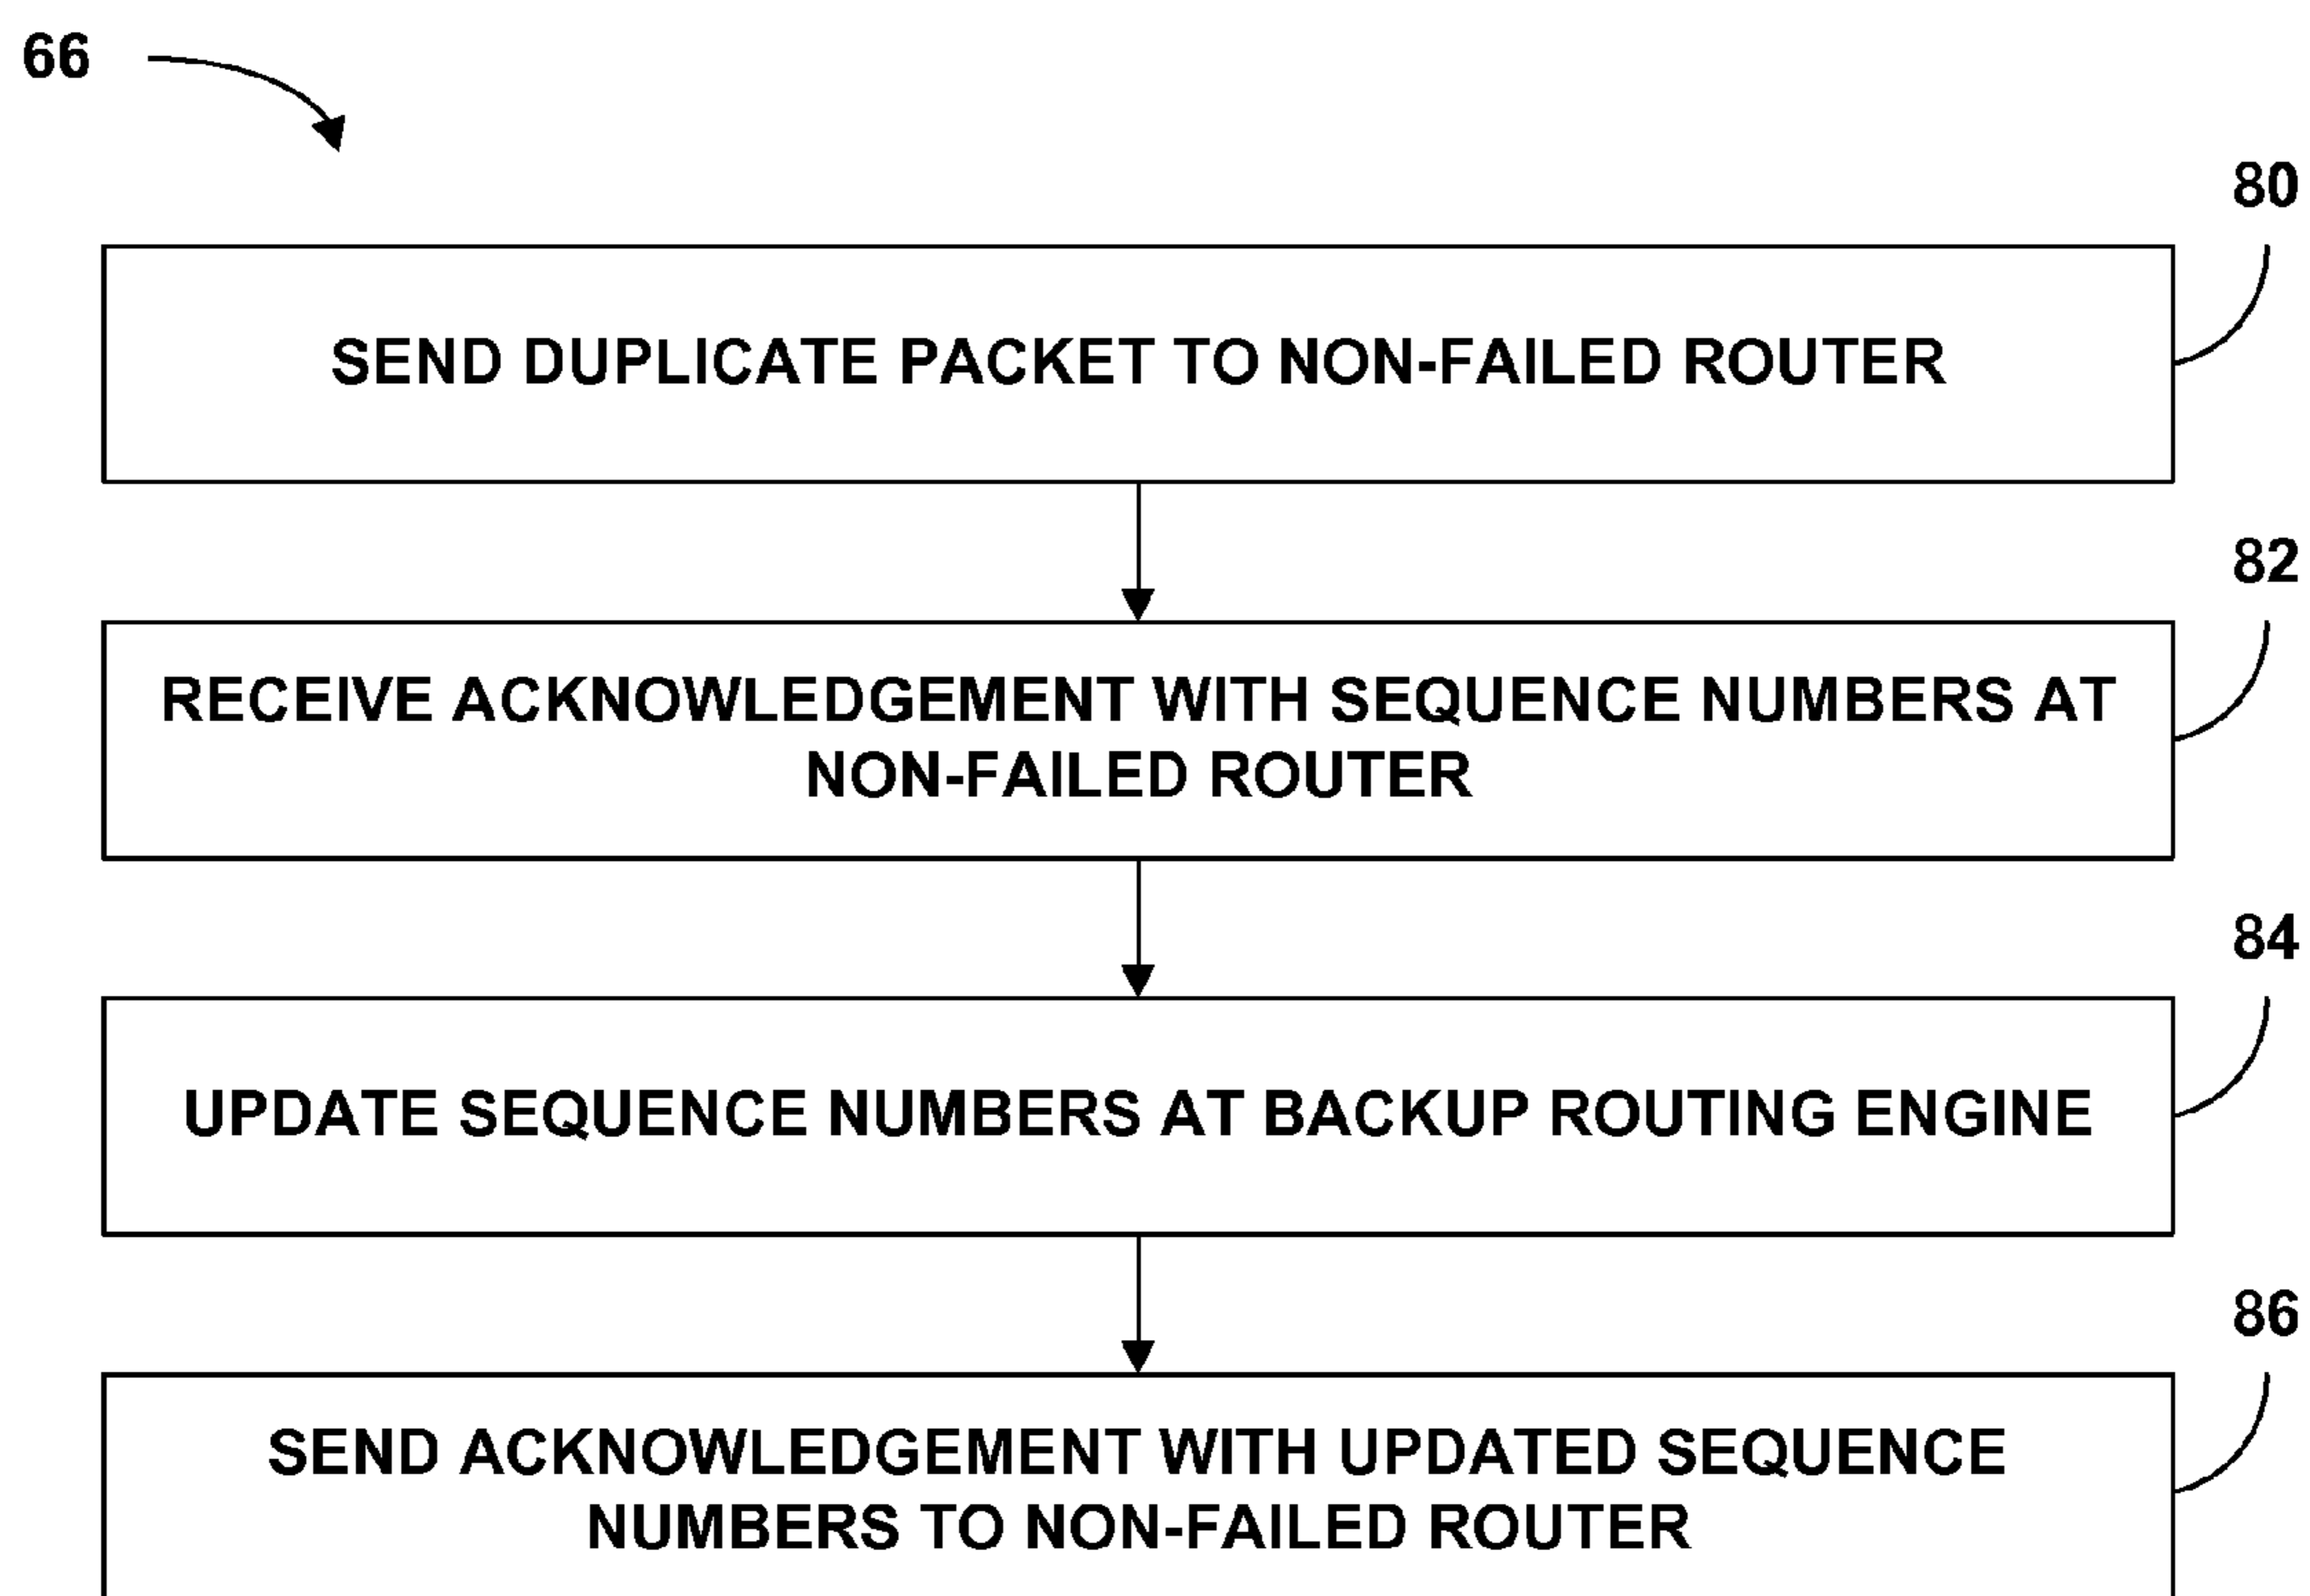 66
80
SEND DUPLICATE PACKET TO NON-FAILED ROUTER
82
RECEIVE ACKNOWLEDGEMENT WITH SEQUENCE NUMBERS AT
NON-FAILED ROUTER
84
UPDATE SEQUENCE NUMBERS AT BACKUP ROUTING ENGINE
86
SEND ACKNOWLEDGEMENT WITH UPDATED SEQUENCE
NUMBERS TO NON-FAILED ROUTER